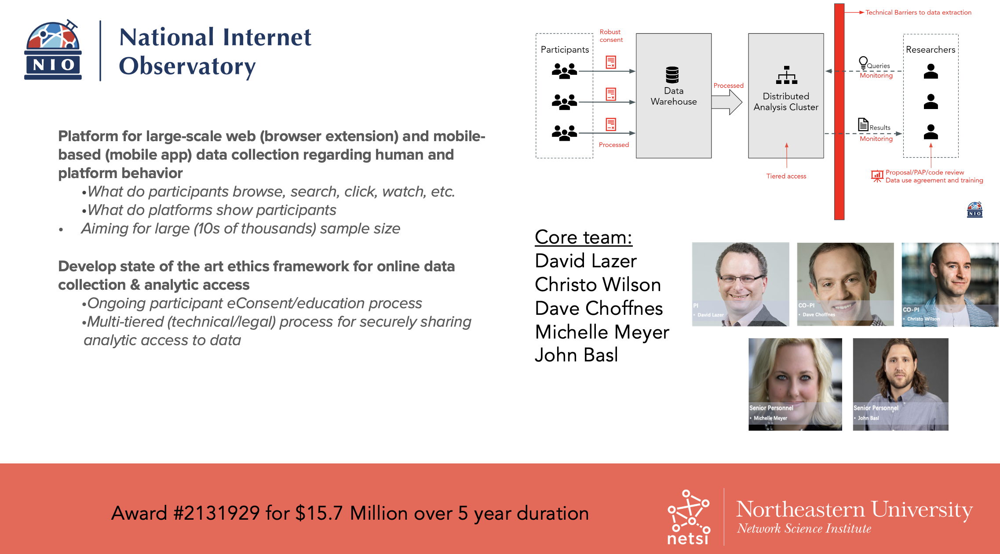 NIO
National Internet
Observatory
Platform for large-scale web (browser extension) and mobile-
based (mobile app) data collection regarding human and
platform behavior
•What do participants browse, search, click, watch, etc.
•What do platforms show participants
• Aiming for large (10s of thousands) sample size
Develop state of the art ethics framework for online data
collection & analytic access
•Ongoing participant eConsent/education process
•Multi-tiered (technical/legal) process for securely sharing
analytic access to data
Technical Barriers to data extraction
Participants
Robust
consent
Processed
Data
Warehouse
Processed
Distributed
Analysis Cluster
Tiered access
Queries
Monitoring
Results
Monitoring
Researchers
Proposal/PAP/code review
Data use agreement and training
NIO
Core team:
David Lazer
Christo Wilson
Dave Choffnes
Michelle Meyer
John Basl
PI
• David Lazer
CO-PI
• Dave Choffnes
CO-PI
• Christo Wilson
Senior Personnel
• Michelle Meyer
Senior Personnel
• John Basl
Award #2131929 for $15.7 Million over 5 year duration
netsi
Northeastern University
Network Science Institute